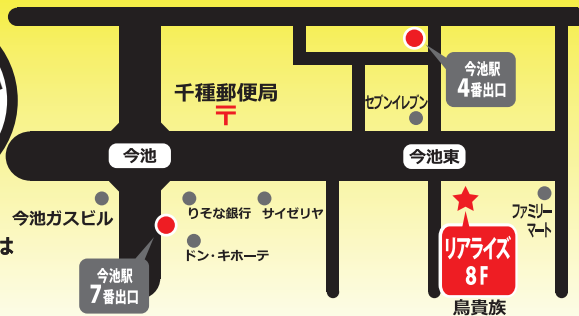 今池駅
4番出口
千種郵便局
〒
セブンイレブン
今池
今池東
今池ガスビル
りそな銀行
サイゼリヤ
ファミリー
マート
は
ドン・キホーテ
リアライズ
8F
今池駅
7番出口
鳥貴族